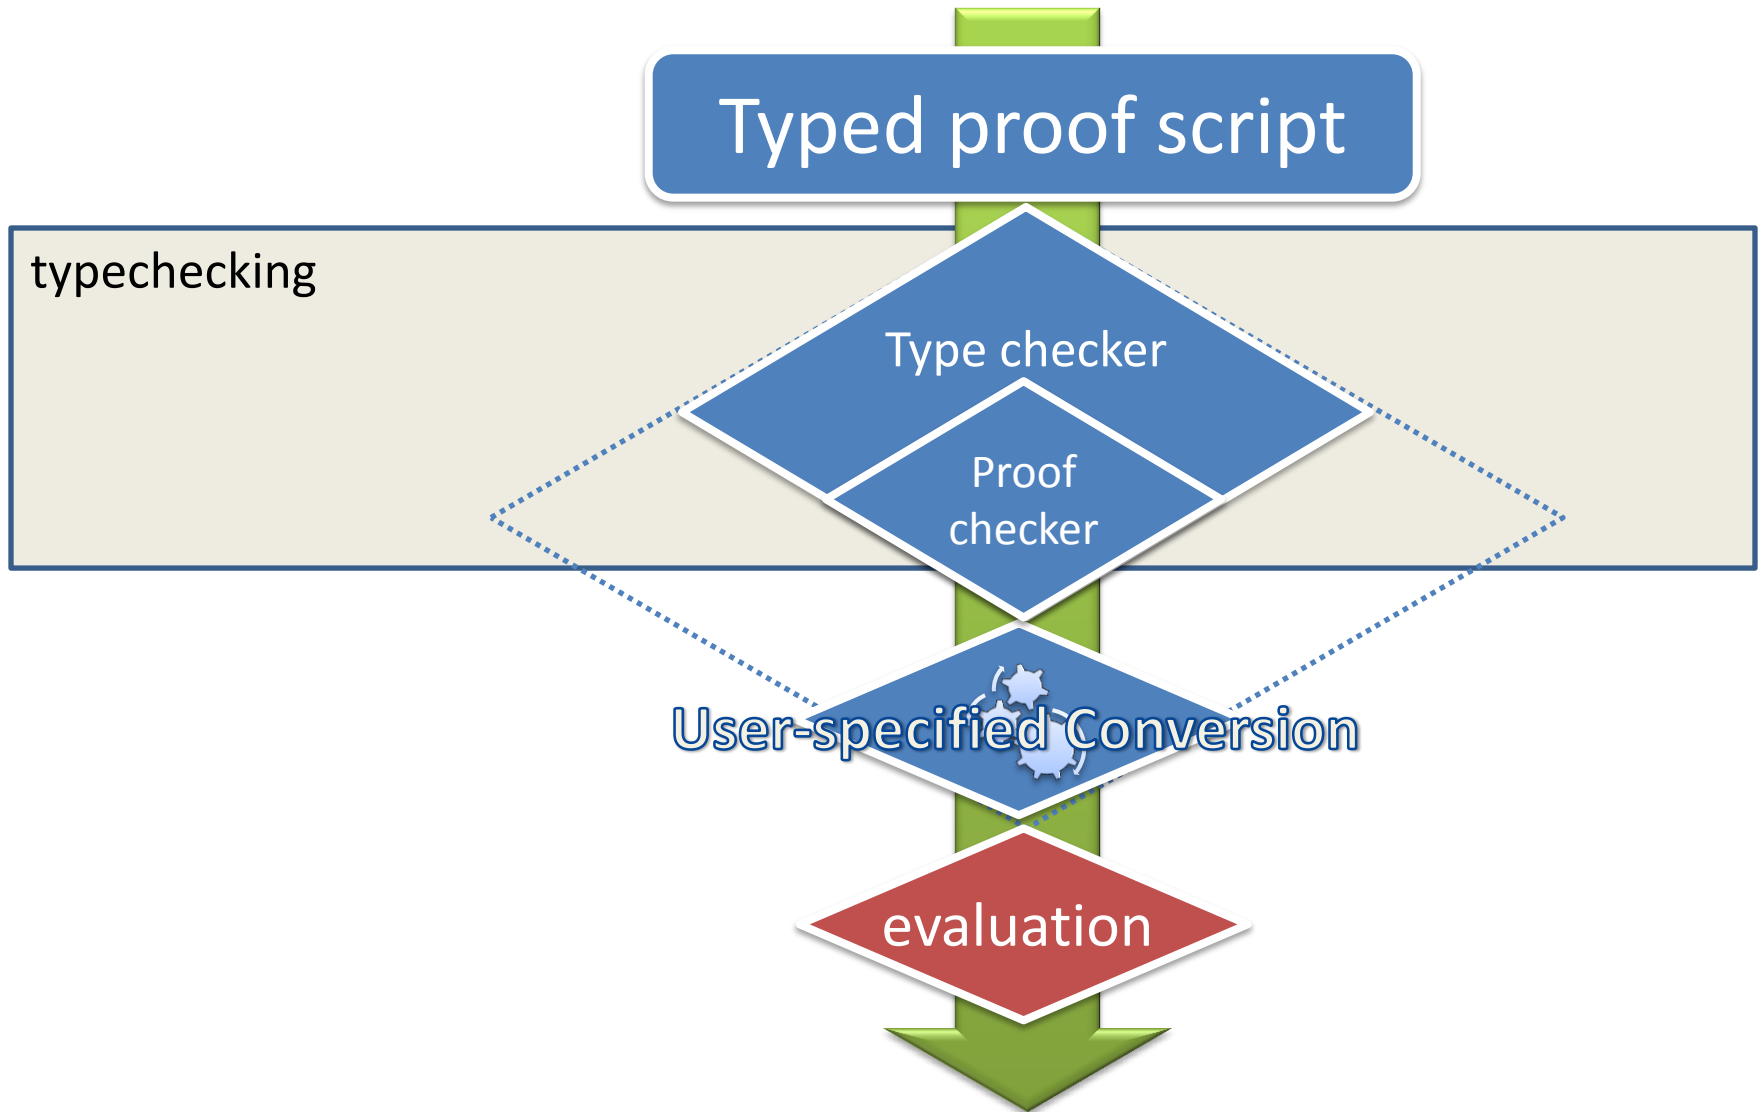 Typed proof script
typechecking
Type checker
Proof
checker
User-specified Conversion
evaluation